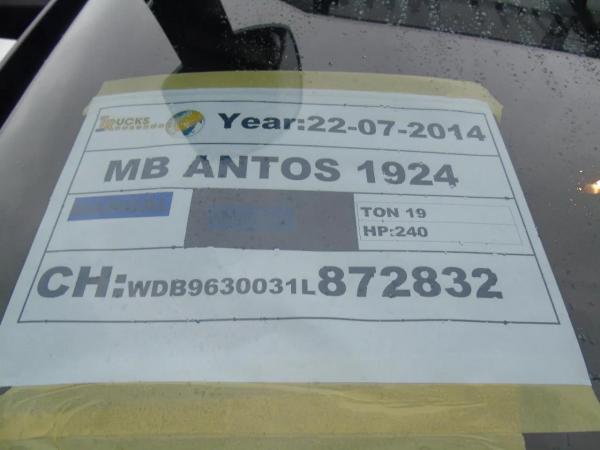 TRUCKS Year:22-07-2014
MB ANTOS 1924
TON 19
HP:240
CH:WDB9630031L872832